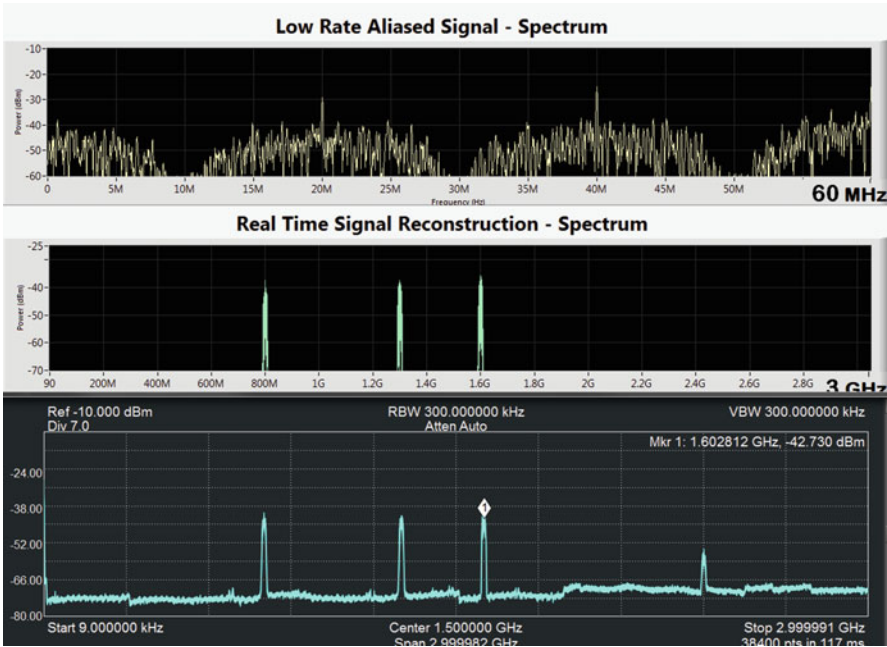 Low Rate Aliased Signal - Spectrum
Power (dBm)
-10
-20
-30
-40
-50
-60
0 5M 10M 15M 20M 25M 30M 35M 40M 45M 50M 60 MHz
Frequency (Hz)
Real Time Signal Reconstruction - Spectrum
Power (dBm)
-25
-40
-50
-60
-70
90 200M 400M 600M 800M 1G 1.2G 1.4G 1.6G 1.8G 2G 2.2G 2.4G 2.6G 2.8G 3 GHz
Ref -10.000 dBm RBW 300.000000 kHz VBW 300.000000 kHz
Div 7.0 Atten Auto
Mkr 1: 1.602812 GHz, -42.730 dBm
1
-24.00
-38.00
-52.00
-66.00
-80.00
Start 9.000000 kHz Center 1.500000 GHz Stop 2.999991 GHz
Span 2.999982 GHz 38400 pts in 117 ms